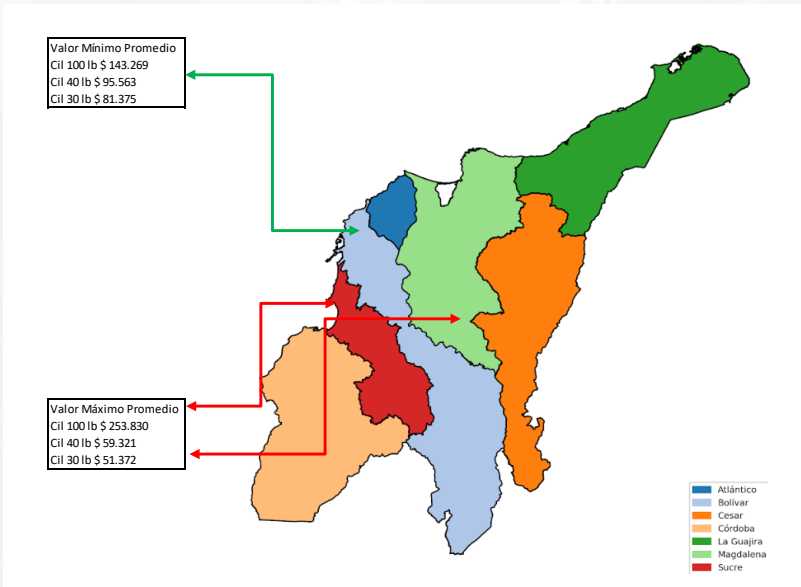 Valor Mínimo Promedio
Cil 100 lb $ 143.269
Cil 40 lb $ 95.563
Cil 30 lb $ 81.375
Valor Máximo Promedio
Cil 100 lb $ 253.830
Cil 40 lb $ 59.321
Cil 30 lb $ 51.372
Atlántico
Bolívar
Cesar
Córdoba
La Guajira
Magdalena
Sucre